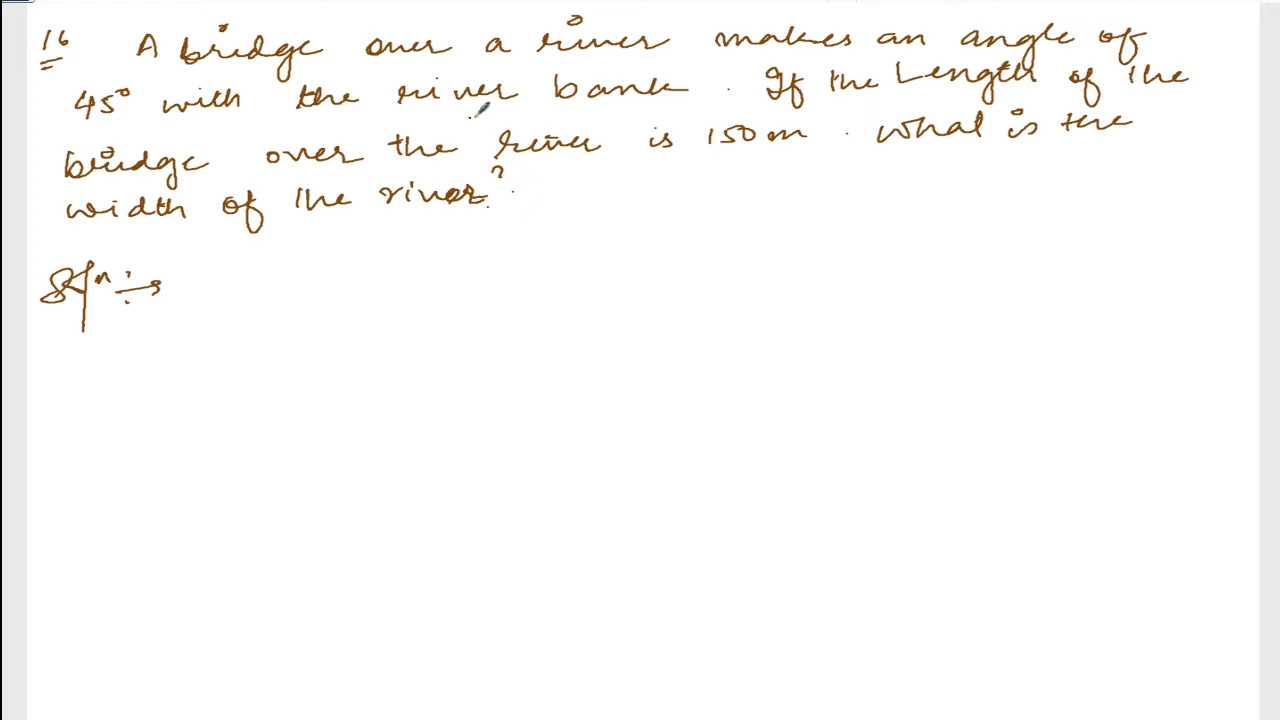 16 A bridge over a river makes an angle of
45° with the river bank. If the Length of the
bridge over the river is 150m. what is the
width of the river?
Solⁿ :→